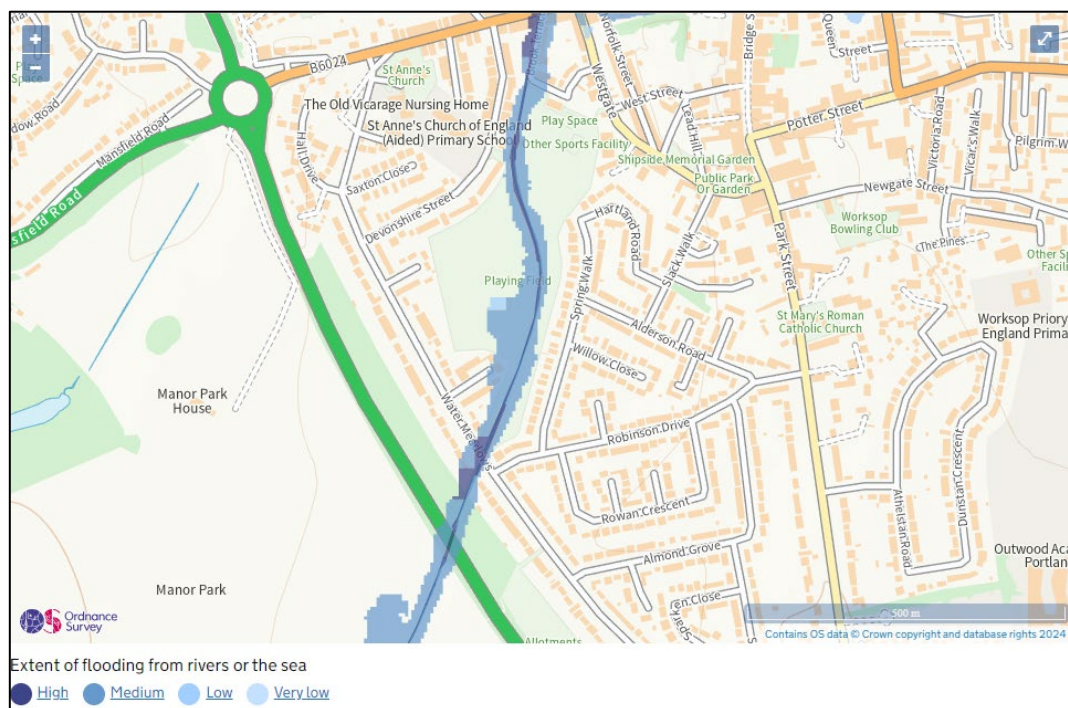 +
−
B6024
St Anne's
Church
The Old Vicarage Nursing Home
St Anne's Church of England
(Aided) Primary School
Play Space
Other Sports Facility
Westgate
Norfolk Street
West Street
Lead Hill
Bridge S
Queen
Street
Potter Street
Victoria Road
Vicar's Walk
Pilgrim W
Shipside Memorial Garden
Public Park
Or Garden
Newgate Street
Worksop
Bowling Club
The Pines
Other Sp
Facili
Mansfield Road
sfield Road
Hall Drive
Saxton Close
Devonshire Street
Playing Field
Spring Walk
Hartland Road
Slack Walk
Park Street
St Mary's Roman
Catholic Church
Worksop Priory
England Prima
Alderson Road
Willow Close
Robinson Drive
Rowan Crescent
Almond Grove
Water Meadows
Manor Park
House
Manor Park
Athelstan Road
Dunstan Crescent
Outwood Aca
Portlan
Allotments
500 m
Ordnance
Survey
Contains OS data © Crown copyright and database rights 2024
Extent of flooding from rivers or the sea
High Medium Low Very low